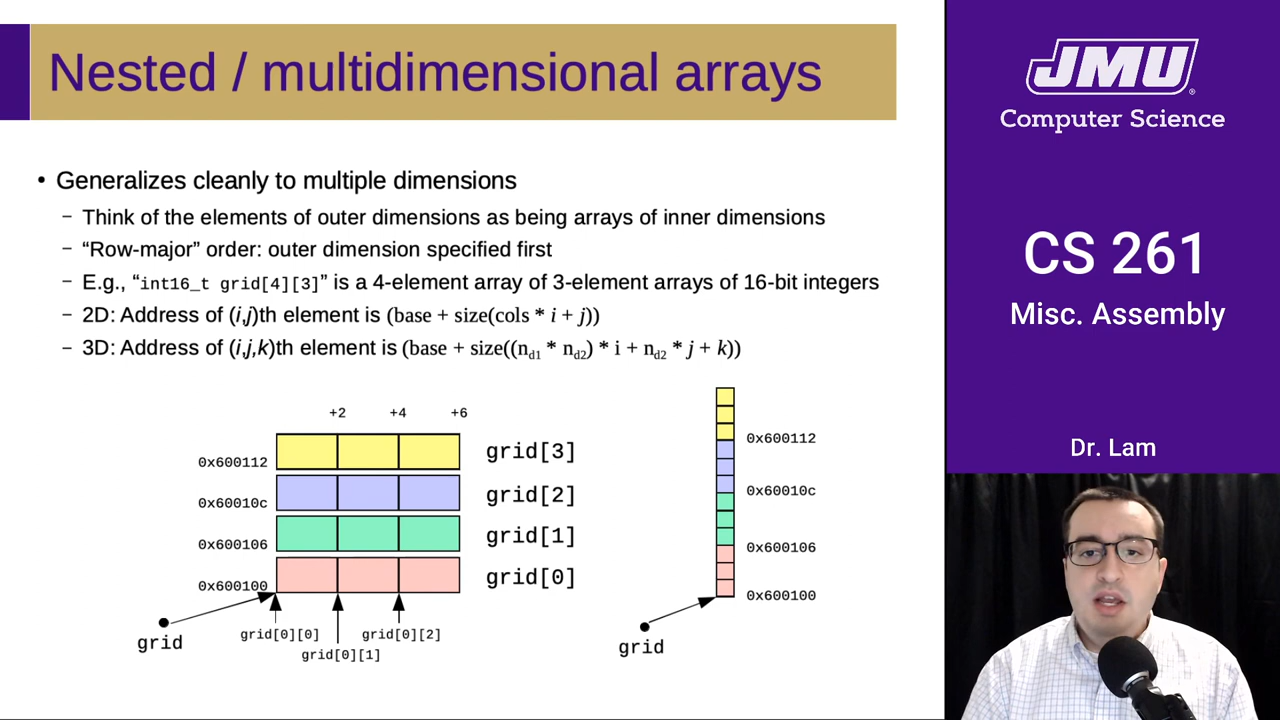 Nested / multidimensional arrays
• Generalizes cleanly to multiple dimensions
– Think of the elements of outer dimensions as being arrays of inner dimensions
– “Row-major” order: outer dimension specified first
– E.g., “int16_t grid[4][3]” is a 4-element array of 3-element arrays of 16-bit integers
– 2D: Address of (i,j)th element is (base + size(cols * i + j))
– 3D: Address of (i,j,k)th element is (base + size((nd1 * nd2) * i + nd2 * j + k))
+2 +4 +6
0x600112 grid[3]
0x60010c grid[2]
0x600106 grid[1]
0x600100 grid[0]
grid
grid[0][0] grid[0][2]
grid[0][1]
0x600112
0x60010c
0x600106
0x600100
grid
JMU
Computer Science
CS 261
Misc. Assembly
Dr. Lam